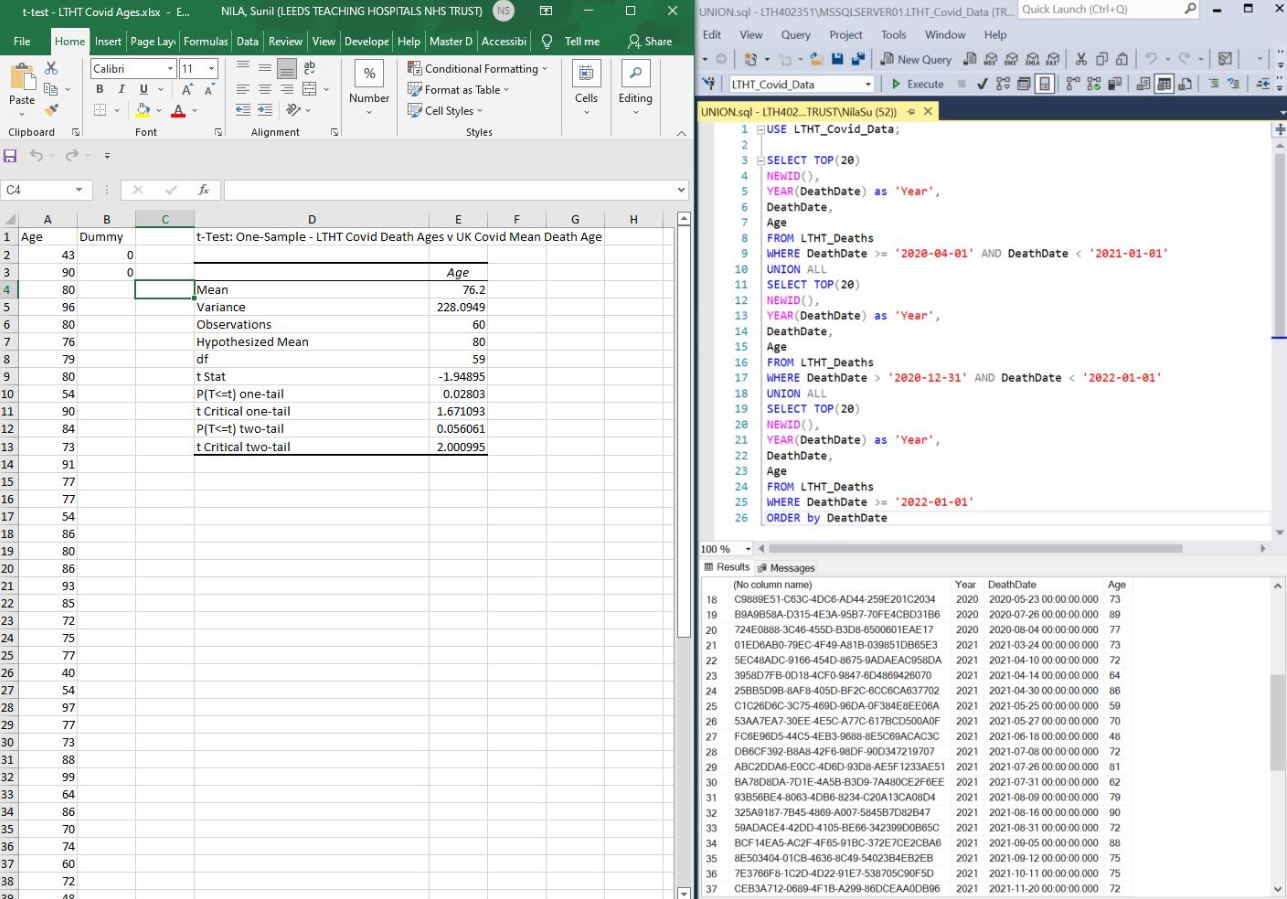 t-test - LTHT Covid Ages.xlsx - E... NILA, Sunil (LEEDS TEACHING HOSPITALS NHS TRUST) NS
File Home Insert Page Layo Formulas Data Review View Develope Help Master D Accessibi Tell me Share
Paste
Calibri 11
B I U
ab
%
Number
Conditional Formatting
Format as Table
Cell Styles
Cells
Editing
Clipboard Font Alignment Styles
C4 fx
A B C D E F G H
1 Age Dummy t-Test: One-Sample - LTHT Covid Death Ages v UK Covid Mean Death Age
2 43 0
3 90 0 Age
4 80 Mean 76.2
5 96 Variance 228.0949
6 80 Observations 60
7 76 Hypothesized Mean 80
8 79 df 59
9 80 t Stat -1.94895
10 54 P(T<=t) one-tail 0.02803
11 90 t Critical one-tail 1.671093
12 84 P(T<=t) two-tail 0.056061
13 73 t Critical two-tail 2.000995
14 91
15 77
16 77
17 54
18 86
19 80
20 86
21 93
22 85
23 72
24 75
25 77
26 40
27 54
28 97
29 77
30 73
31 88
32 99
33 64
34 86
35 70
36 74
37 60
38 72
39 48
UNION.sql - LTH402351\MSSQLSERVER01.LTHT_Covid_Data (TR... Quick Launch (Ctrl+Q)
Edit View Query Project Tools Window Help
New Query
LTHT_Covid_Data Execute
UNION.sql - LTH402...TRUST\NilaSu (52))
1 USE LTHT_Covid_Data;
2
3 SELECT TOP(20)
4 NEWID(),
5 YEAR(DeathDate) as 'Year',
6 DeathDate,
7 Age
8 FROM LTHT_Deaths
9 WHERE DeathDate >= '2020-04-01' AND DeathDate < '2021-01-01'
10 UNION ALL
11 SELECT TOP(20)
12 NEWID(),
13 YEAR(DeathDate) as 'Year',
14 DeathDate,
15 Age
16 FROM LTHT_Deaths
17 WHERE DeathDate > '2020-12-31' AND DeathDate < '2022-01-01'
18 UNION ALL
19 SELECT TOP(20)
20 NEWID(),
21 YEAR(DeathDate) as 'Year',
22 DeathDate,
23 Age
24 FROM LTHT_Deaths
25 WHERE DeathDate >= '2022-01-01'
26 ORDER by DeathDate
100 %
Results Messages
(No column name) Year DeathDate Age
18 C9889E51-C63C-4DC6-AD44-259E201C2034 2020 2020-05-23 00:00:00.000 73
19 B9A9B58A-D315-4E3A-95B7-70FE4CBD31B6 2020 2020-07-26 00:00:00.000 89
20 724E0888-3C46-455D-B3D8-6500601EAE17 2020 2020-08-04 00:00:00.000 77
21 01ED6AB0-79EC-4F49-A81B-039851DB65E3 2021 2021-03-24 00:00:00.000 73
22 5EC48ADC-9166-454D-8675-9ADAEAC958DA 2021 2021-04-10 00:00:00.000 72
23 3958D7FB-0D18-4CF0-9847-6D4869426070 2021 2021-04-14 00:00:00.000 64
24 25BB5D9B-8AF8-405D-BF2C-6CC6CA637702 2021 2021-04-30 00:00:00.000 86
25 C1C26D6C-3C75-469D-96DA-0F384E8EE06A 2021 2021-05-25 00:00:00.000 59
26 53AA7EA7-30EE-4E5C-A77C-617BCD500A0F 2021 2021-05-27 00:00:00.000 70
27 FC6E96D5-44C5-4EB3-9688-8E5C69ACAC3C 2021 2021-06-18 00:00:00.000 48
28 DB6CF392-B8A8-42F6-98DF-90D347219707 2021 2021-07-08 00:00:00.000 72
29 ABC2DDA6-E0CC-4D6D-93D8-AE5F1233AE51 2021 2021-07-26 00:00:00.000 81
30 BA78D8DA-7D1E-4A5B-B3D9-7A480CE2F6EE 2021 2021-07-31 00:00:00.000 62
31 93B56BE4-8063-4DB6-8234-C20A13CA08D4 2021 2021-08-09 00:00:00.000 79
32 325A9187-7B45-4869-A007-5845B7D82B47 2021 2021-08-16 00:00:00.000 90
33 59ADACE4-42DD-4105-BE66-342399D0B65C 2021 2021-08-31 00:00:00.000 72
34 BCF14EA5-AC2F-4F65-91BC-372E7CE2CBA6 2021 2021-09-05 00:00:00.000 88
35 8E503404-01CB-4636-8C49-54023B4EB2EB 2021 2021-09-12 00:00:00.000 75
36 7E3766F8-1C2D-4D22-91E7-538705C90F5D 2021 2021-10-11 00:00:00.000 75
37 CEB3A712-0689-4F1B-A299-86DCEAA0DB96 2021 2021-11-20 00:00:00.000 72